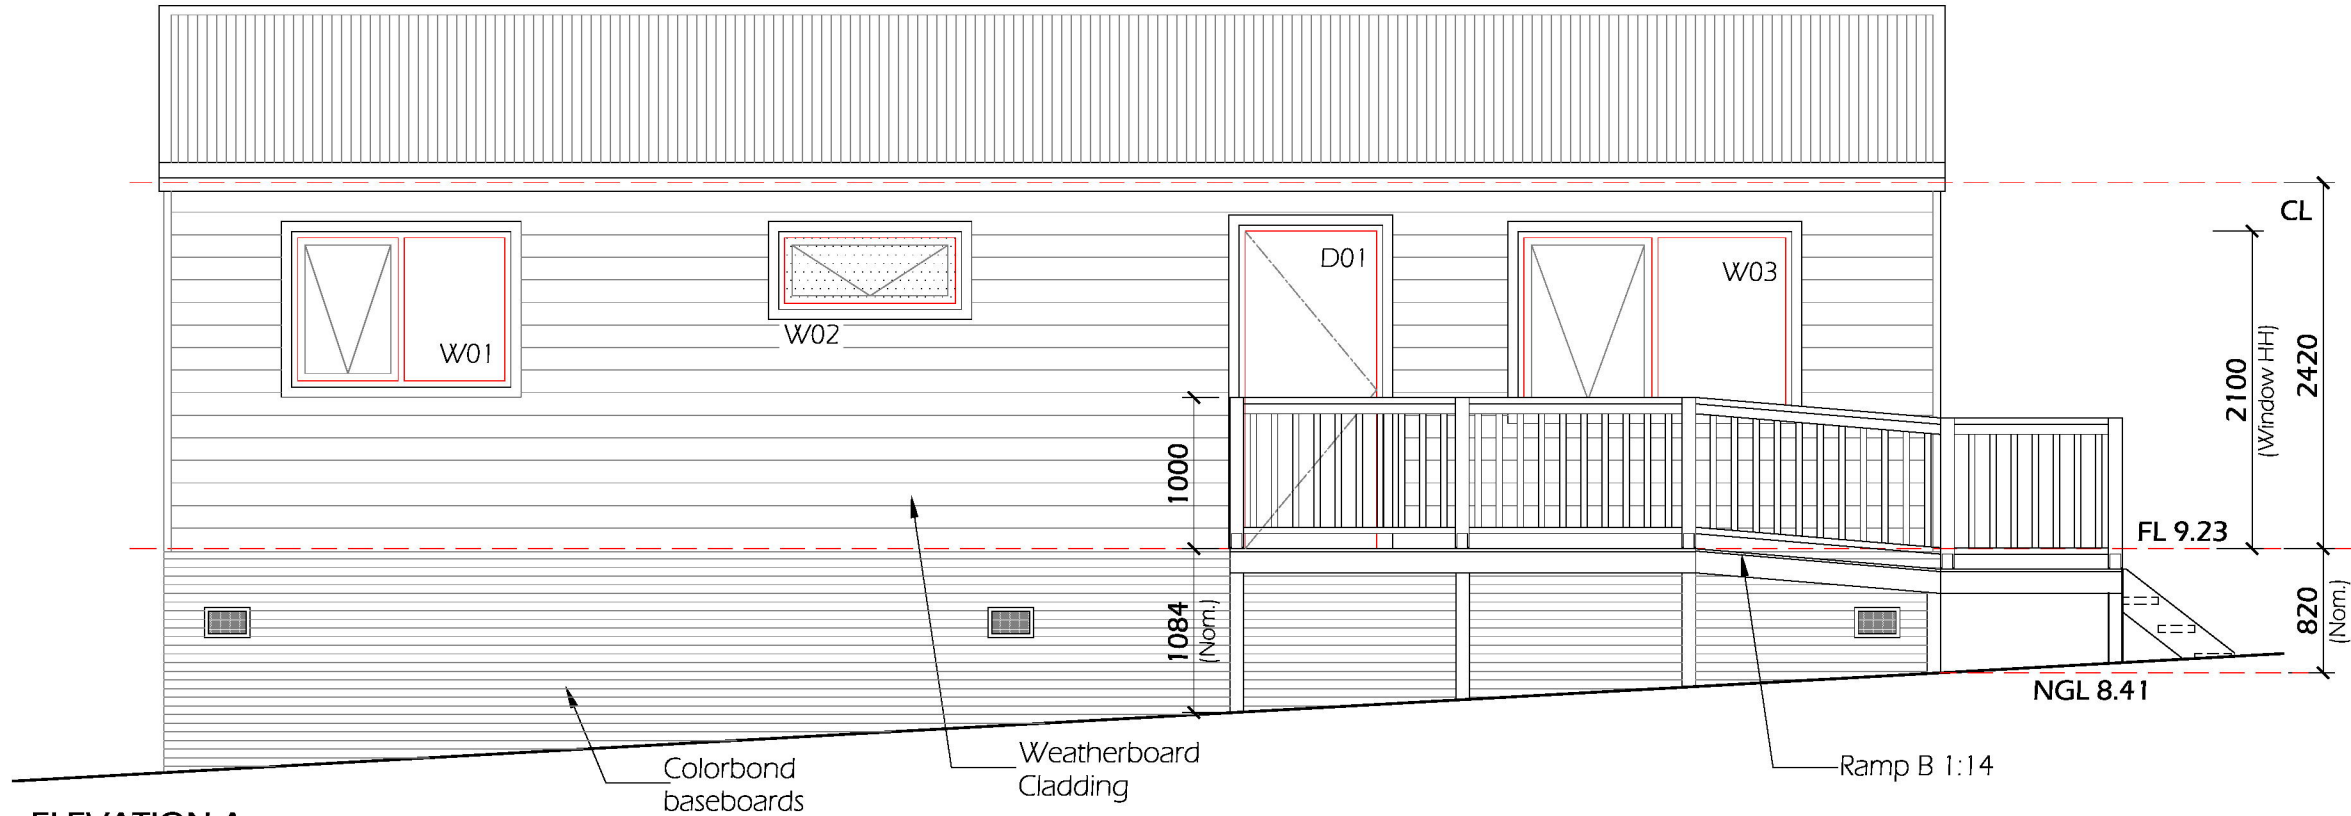 CL
D01
W03
W02
W01
2100
(Window HH)
2420
1000
FL 9.23
1084
(Nom.)
820
(Nom.)
NGL 8.41
Weatherboard
Cladding
Colorbond
baseboards
Ramp B 1:14
ELEVATION A